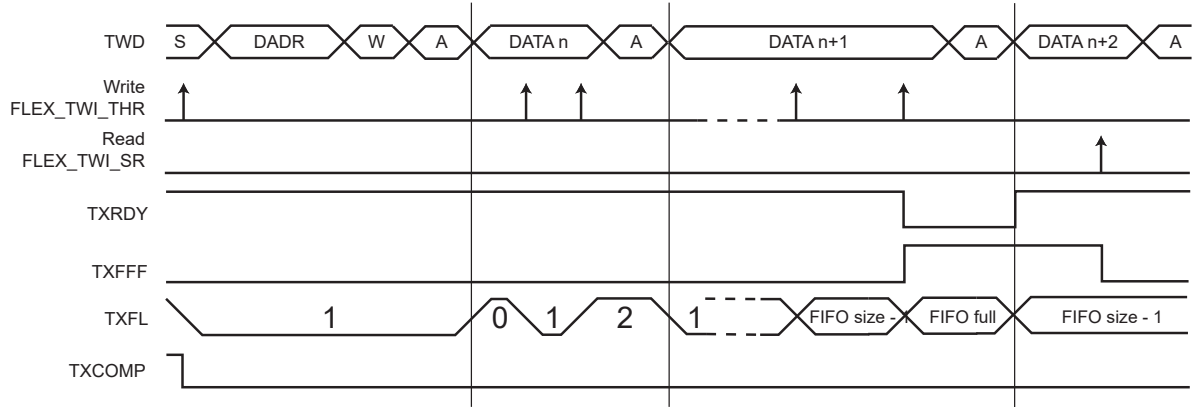 TWD S DADR W A DATA n A DATA n+1 A DATA n+2 A
Write
FLEX_TWI_THR
Read
FLEX_TWI_SR
TXRDY
TXFFF
TXFL 1 0 1 2 1 FIFO size - 1 FIFO full FIFO size - 1
TXCOMP